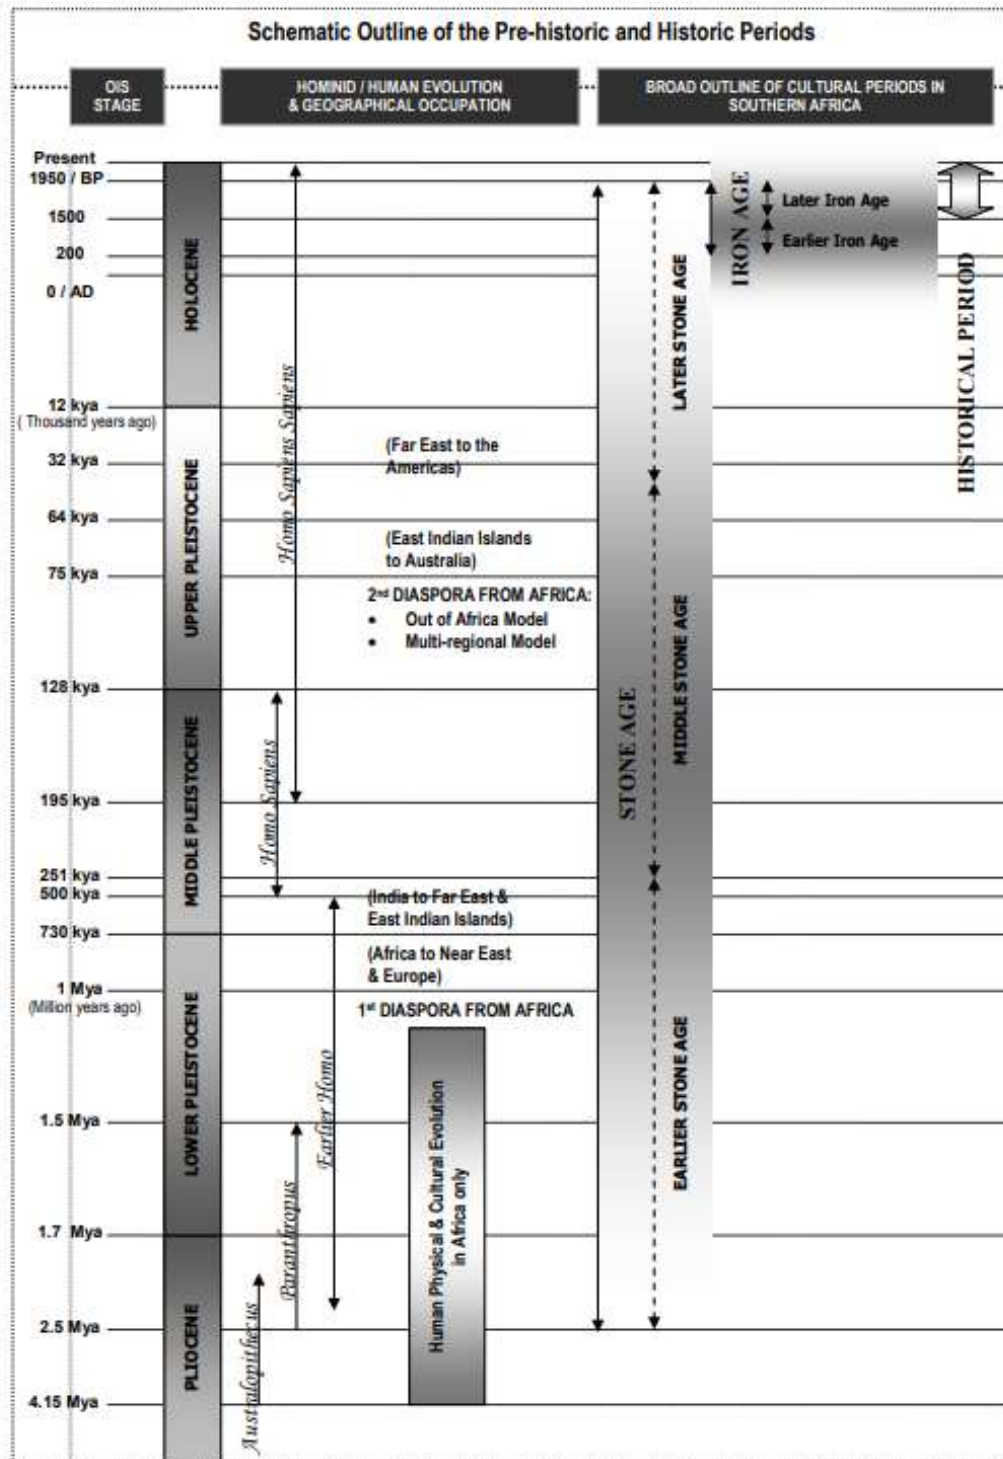 Schematic Outline of the Pre-historic and Historic Periods
OIS
STAGE
HOMINID / HUMAN EVOLUTION
& GEOGRAPHICAL OCCUPATION
BROAD OUTLINE OF CULTURAL PERIODS IN
SOUTHERN AFRICA
Present
1950 / BP
1500
200
0 / AD
12 kya
( Thousand years ago)
32 kya
64 kya
75 kya
128 kya
195 kya
251 kya
500 kya
730 kya
1 Mya
(Million years ago)
1.5 Mya
1.7 Mya
2.5 Mya
4.15 Mya
HOLOCENE
UPPER PLEISTOCENE
MIDDLE PLEISTOCENE
LOWER PLEISTOCENE
PLIOCENE
Homo Sapiens Sapiens
Homo Sapiens
Earlier Homo
Paranthropus
Australopithecus
(Far East to the
Americas)
(East Indian Islands
to Australia)
2nd DIASPORA FROM AFRICA:
• Out of Africa Model
• Multi-regional Model
(India to Far East &
East Indian Islands)
(Africa to Near East
& Europe)
1st DIASPORA FROM AFRICA
Human Physical & Cultural Evolution
in Africa only
STONE AGE
LATER STONE AGE
MIDDLE STONE AGE
EARLIER STONE AGE
IRON AGE
Later Iron Age
Earlier Iron Age
HISTORICAL PERIOD